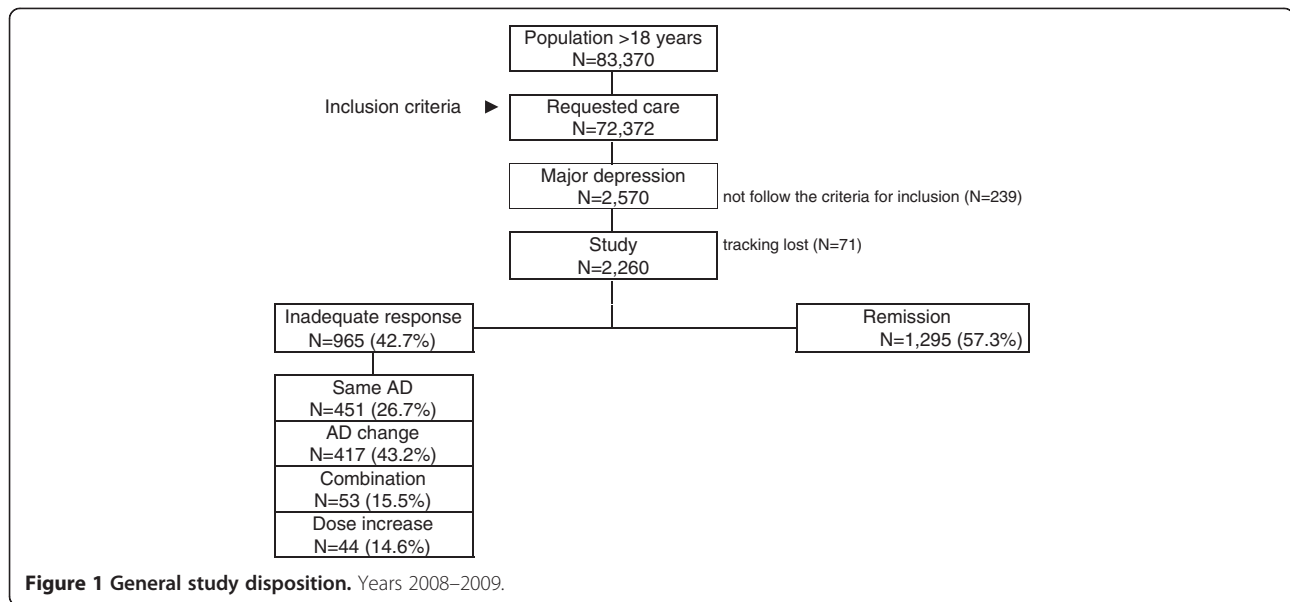 Population >18 years
N=83,370
Inclusion criteria ►
Requested care
N=72,372
Major depression
N=2,570
not follow the criteria for inclusion (N=239)
Study
N=2,260
tracking lost (N=71)
Inadequate response
N=965 (42.7%)
Remission
N=1,295 (57.3%)
Same AD
N=451 (26.7%)
AD change
N=417 (43.2%)
Combination
N=53 (15.5%)
Dose increase
N=44 (14.6%)
Figure 1 General study disposition. Years 2008–2009.